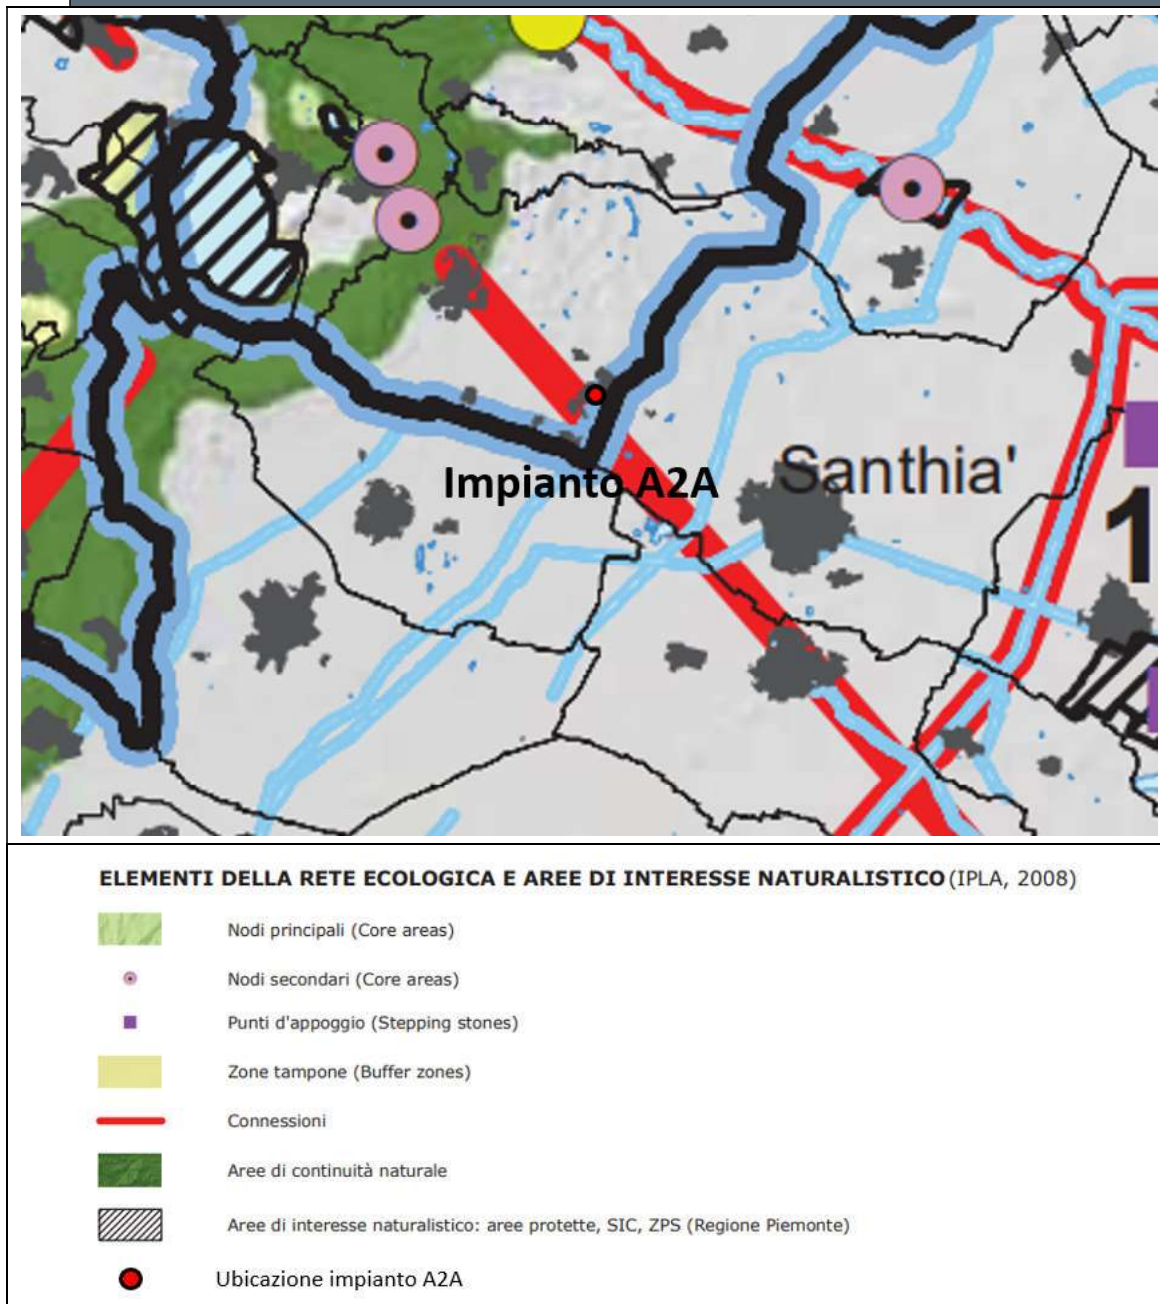 Santhia'
Impianto A2A
1
ELEMENTI DELLA RETE ECOLOGICA E AREE DI INTERESSE NATURALISTICO (IPLA, 2008)
Nodi principali (Core areas)
Nodi secondari (Core areas)
Punti d'appoggio (Stepping stones)
Zone tampone (Buffer zones)
Connessioni
Aree di continuità naturale
Aree di interesse naturalistico: aree protette, SIC, ZPS (Regione Piemonte)
Ubicazione impianto A2A